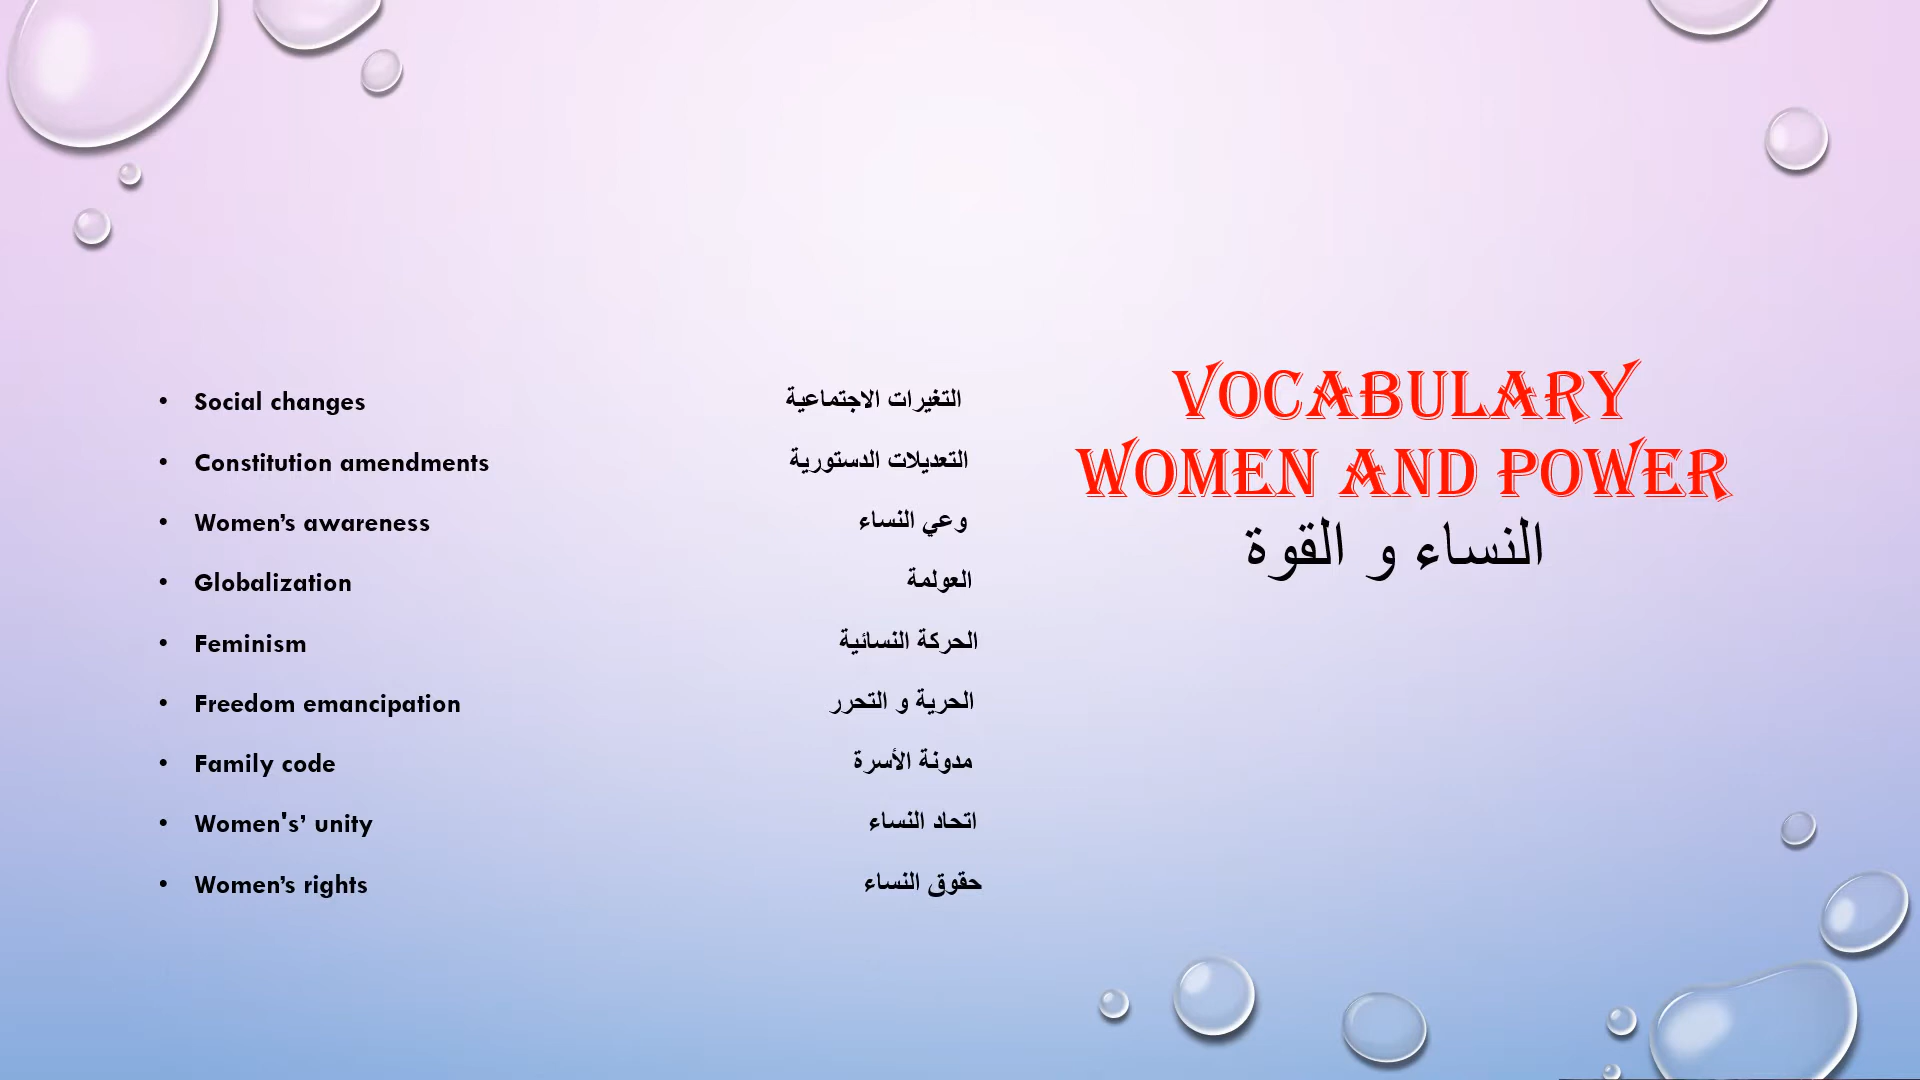 VOCABULARY
WOMEN AND POWER
النساء و القوة
• Social changes التغيرات الاجتماعية
• Constitution amendments التعديلات الدستورية
• Women’s awareness وعي النساء
• Globalization العولمة
• Feminism الحركة النسائية
• Freedom emancipation الحرية و التحرر
• Family code مدونة الأسرة
• Women's’ unity اتحاد النساء
• Women’s rights حقوق النساء